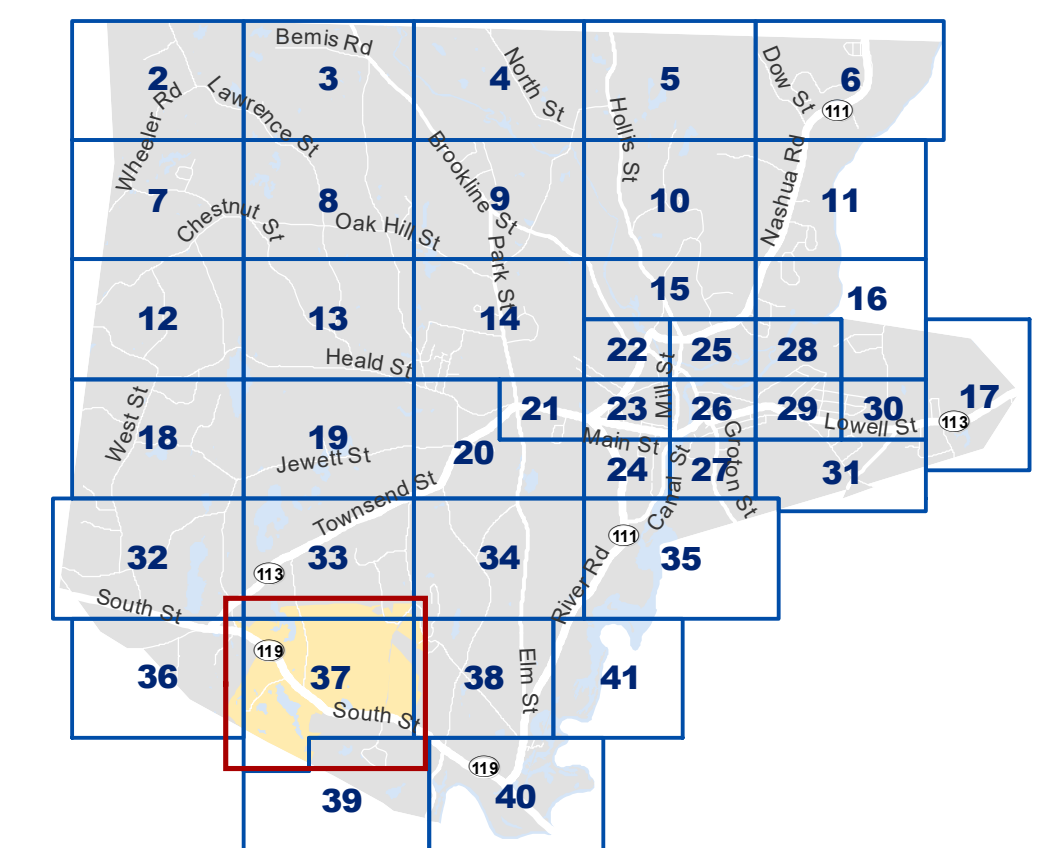 Bemis Rd
2
3
4
North St
5
Dow St
6
111
Wheeler Rd
Lawrence St
Hollis St
Brookline St
Nashua Rd
7
8
9
10
11
Chestnut St
Oak Hill St
Park St
12
13
14
15
16
Heald St
22
Mill St
25
28
17
West St
18
19
20
21
23
26
29
30
Lowell St
113
Main St
Jewett St
24
Canal St
27
Groton St
31
Townsend St
32
33
34
111
35
113
River Rd
South St
119
36
37
38
Elm St
41
South St
119
39
40